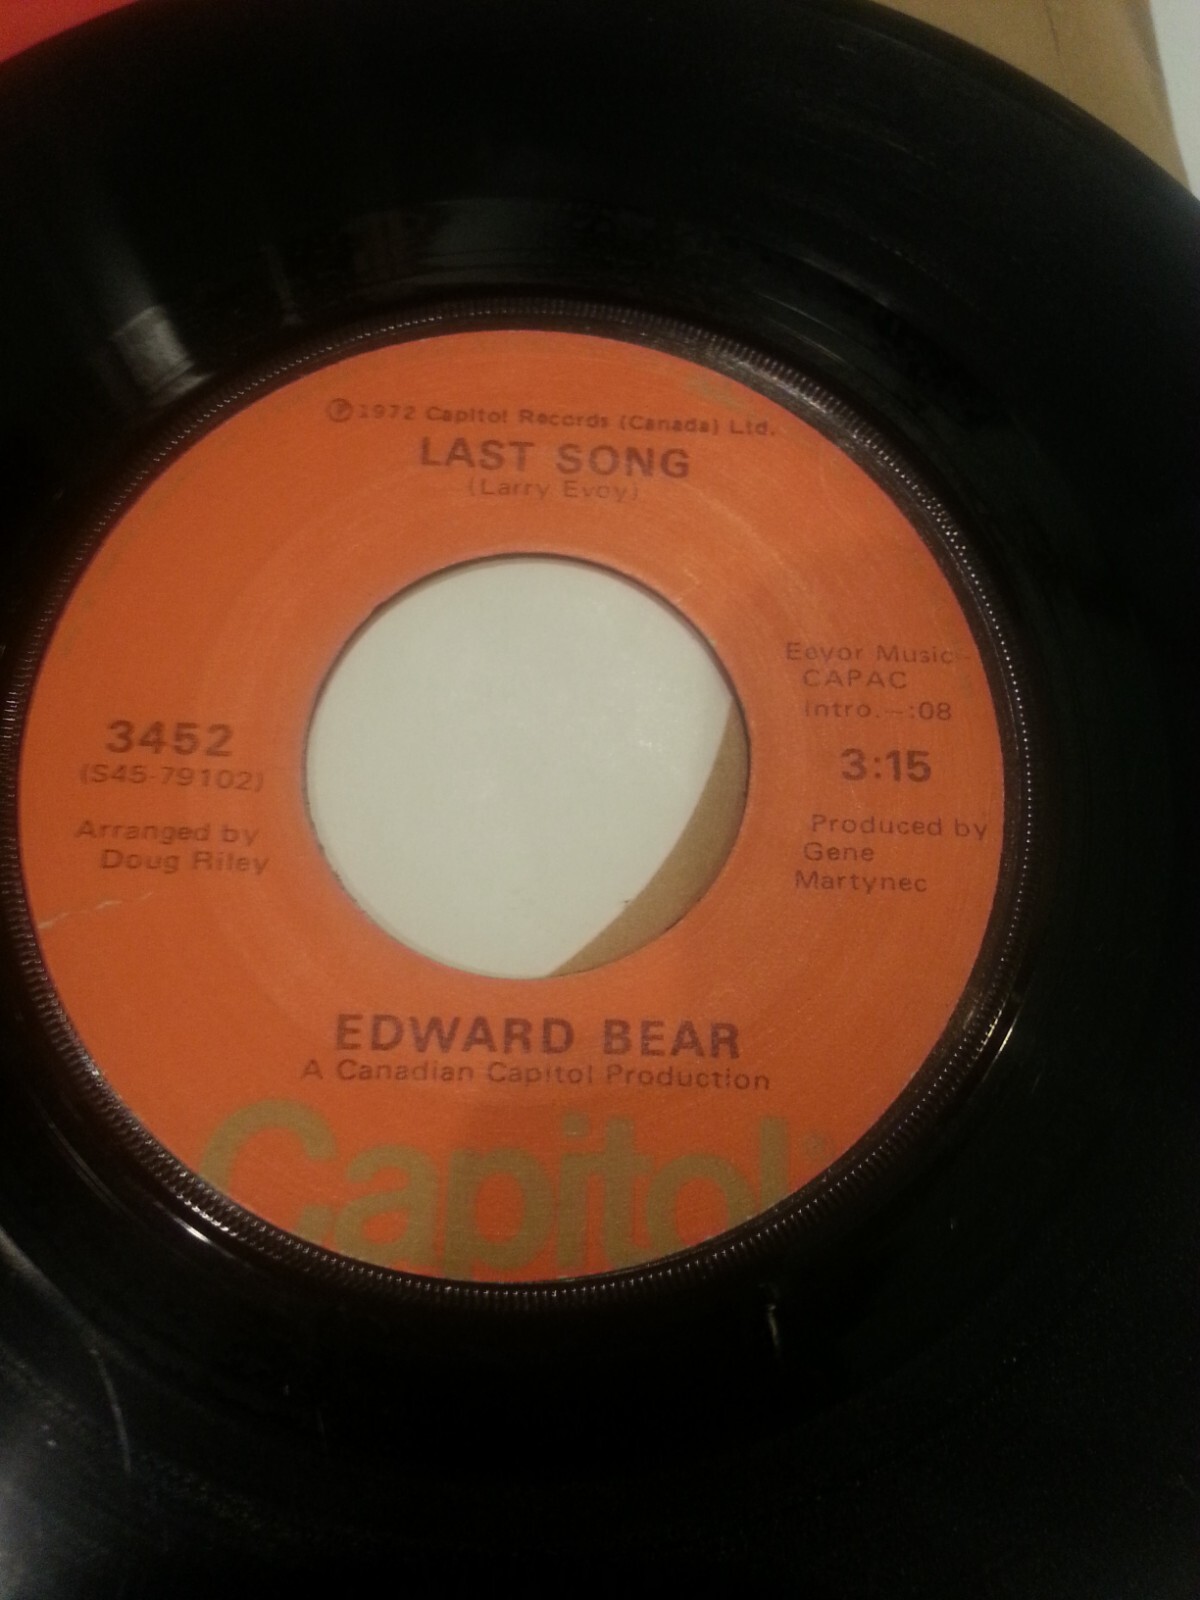 ℗1972 Capitol Records (Canada) Ltd.
LAST SONG
(Larry Evoy)
Eeyor Music-
CAPAC
Intro.-:08
3:15
Produced by
Gene
Martynec
3452
(S45-79102)
Arranged by
Doug Riley
EDWARD BEAR
A Canadian Capitol Production
Capitol